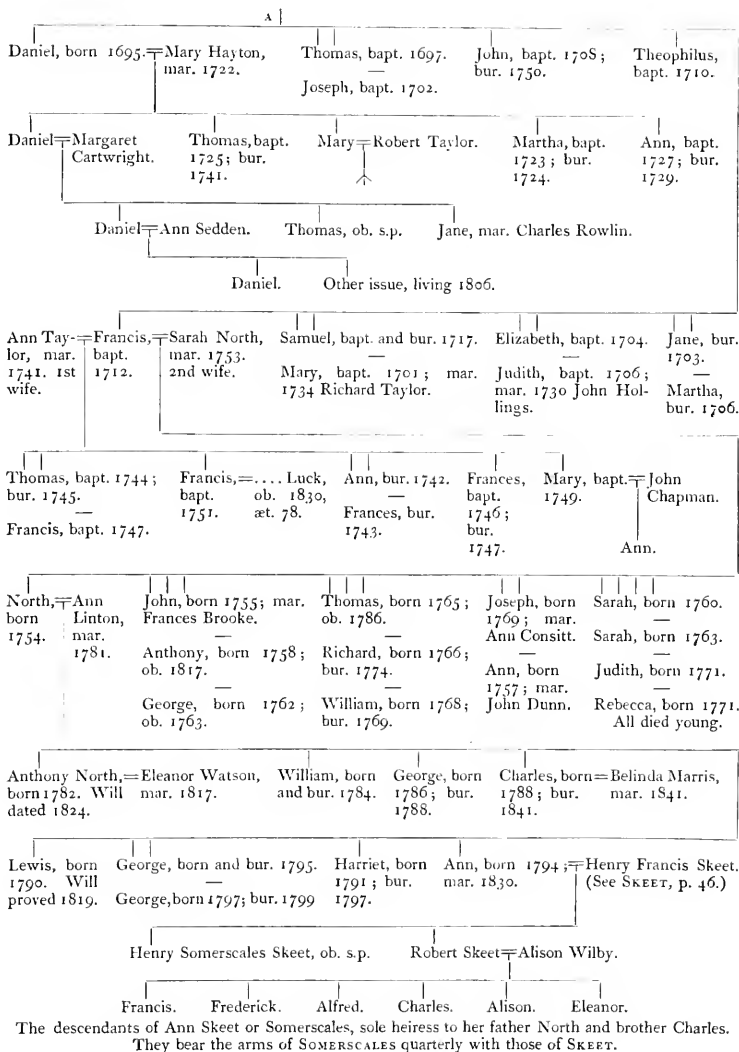 A
Daniel, born 1695.=Mary Hayton,
mar. 1722.
Thomas, bapt. 1697.
—
Joseph, bapt. 1702.
John, bapt. 170S;
bur. 1750.
Theophilus,
bapt. 1710.
Daniel=Margaret
Cartwright.
Thomas, bapt.
1725; bur.
1741.
Mary=Robert Taylor.
Martha, bapt.
1723; bur.
1724.
Ann, bapt.
1727; bur.
1729.
Daniel=Ann Sedden.
Thomas, ob. s.p.
Jane, mar. Charles Rowlin.
Daniel.
Other issue, living 1806.
Ann Tay-
lor, mar.
1741. 1st
wife.
=Francis,=
bapt.
1712.
Sarah North,
mar. 1753.
2nd wife.
Samuel, bapt. and bur. 1717.
—
Mary, bapt. 1701; mar.
1734 Richard Taylor.
Elizabeth, bapt. 1704.
—
Judith, bapt. 1706;
mar. 1730 John Hol-
lings.
Jane, bur.
1703.
—
Martha,
bur. 1706.
Thomas, bapt. 1744;
bur. 1745.
—
Francis, bapt. 1747.
Francis,=
bapt.
1751.
.... Luck,
ob. 1830,
æt. 78.
Ann, bur. 1742.
—
Frances, bur.
1743.
Frances,
bapt.
1746;
bur.
1747.
Mary, bapt.=
1749.
John
Chapman.
Ann.
North,=
born
1754.
Ann
Linton,
mar.
1781.
John, born 1755; mar.
Frances Brooke.
—
Anthony, born 1758;
ob. 1817.
—
George, born 1762;
ob. 1763.
Thomas, born 1765;
ob. 1786.
—
Richard, born 1766;
bur. 1774.
—
William, born 1768;
bur. 1769.
Joseph, born
1769; mar.
Ann Consitt.
—
Ann, born
1757; mar.
John Dunn.
Sarah, born 1760.
—
Sarah, born 1763.
—
Judith, born 1771.
—
Rebecca, born 1771.
All died young.
Anthony North,=
born 1782. Will
dated 1824.
Eleanor Watson,
mar. 1817.
William, born
and bur. 1784.
George, born
1786; bur.
1788.
Charles, born=
1788; bur.
1841.
Belinda Marris,
mar. 1S41.
Lewis, born
1790. Will
proved 1819.
George, born and bur. 1795.
—
George, born 1797; bur. 1799
Harriet, born
1791; bur.
1797.
Ann, born 1794;=
mar. 1830.
Henry Francis Skeet.
(See SKEET, p. 46.)
Henry Somerscales Skeet, ob. s.p.
Robert Skeet=Alison Wilby.
Francis.
Frederick.
Alfred.
Charles.
Alison.
Eleanor.
The descendants of Ann Skeet or Somerscales, sole heiress to her father North and brother Charles.
They bear the arms of SOMERSCALES quarterly with those of SKEET.